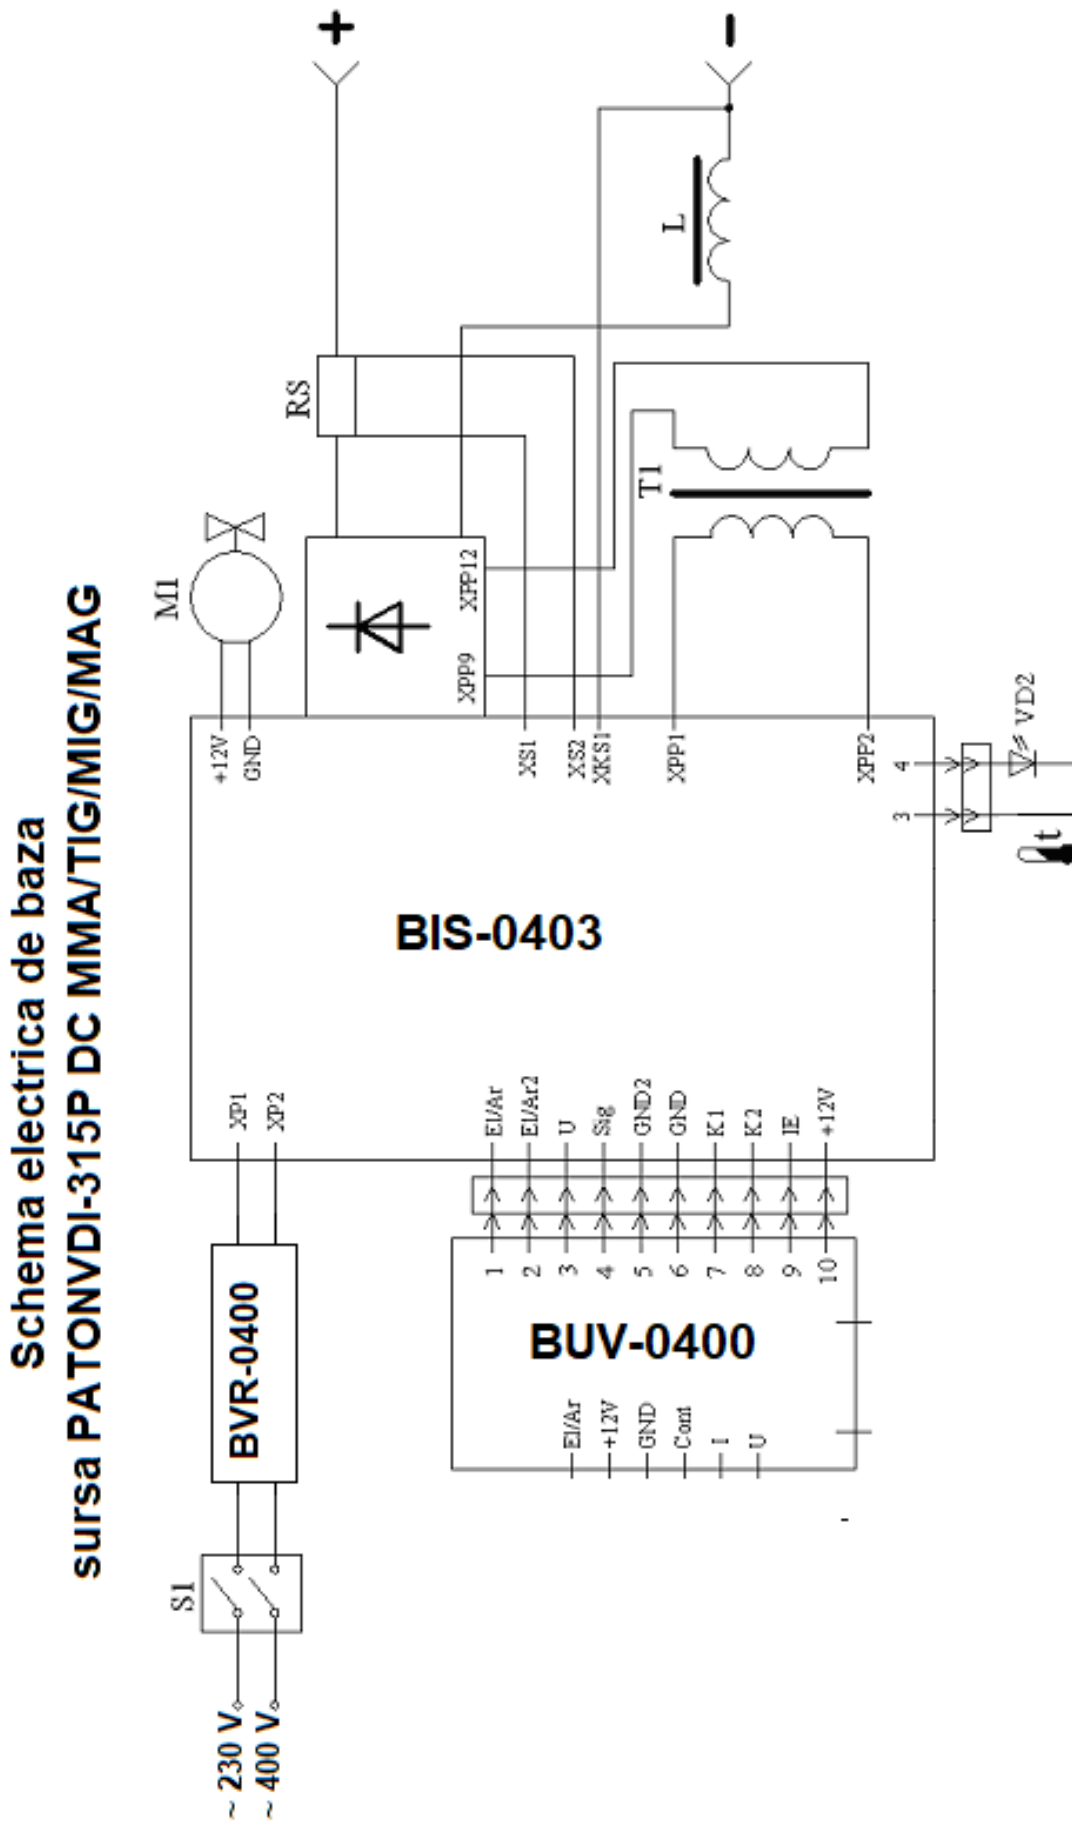 Schema electrica de baza
sursa PATONVDI-315P DC MMA/TIG/MIG/MAG
~ 230 V
~ 400 V
S1
BVR-0400
XP1
XP2
+12V
GND
M1
RS
+
-
L
T1
XPP9
XPP12
XS1
XS2
XKS1
XPP1
XPP2
BIS-0403
El/Ar
El/Ar2
U
Sig
GND2
GND
K1
K2
IE
+12V
1
2
3
4
5
6
7
8
9
10
BUV-0400
El/Ar
+12V
GND
Cont
I
U
-
3
4
VD2
t